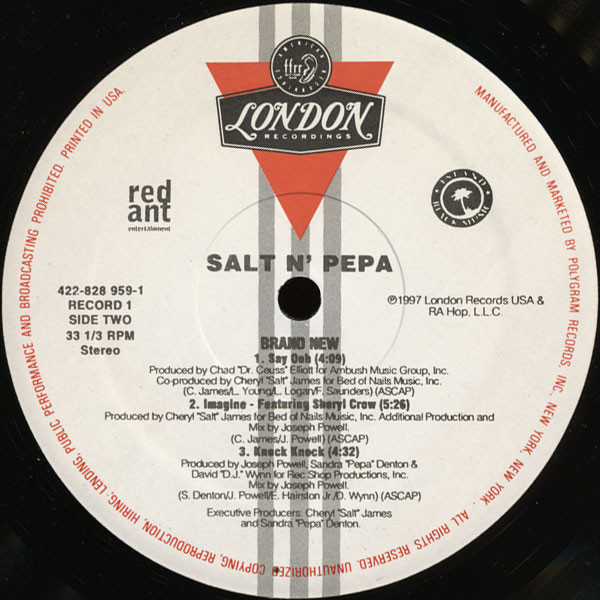 ffrr
LONDON
RECORDINGS
red
ant
entertainment
ISLAND
BLACK MUSIC
SALT N' PEPA
422-828 959-1
RECORD 1
SIDE TWO
33 1/3 RPM
Stereo
℗1997 London Records USA &
RA Hop, L.L.C.
BRAND NEW
1. Say Ooh (4:09)
Produced by Chad "Dr. Ceuss" Elliott for Ambush Music Group, Inc.
Co-produced by Cheryl "Salt" James for Bed of Nails Music, Inc.
(C. James/L. Young/L. Logan/F. Saunders) (ASCAP)
2. Imagine - Featuring Sheryl Crow (5:26)
Produced by Cheryl "Salt" James for Bed of Nails Music, Inc. Additional Production and
Mix by Joseph Powell.
(C. James/J. Powell) (ASCAP)
3. Knock Knock (4:32)
Produced by Joseph Powell, Sandra "Pepa" Denton &
David "D.J." Wynn for Rec Shop Productions, Inc.
Mix by Joseph Powell.
(S. Denton/J. Powell/E. Hairston Jr./D. Wynn) (ASCAP)
Executive Producers: Cheryl "Salt" James
and Sandra "Pepa" Denton.
MANUFACTURED AND MARKETED BY POLYGRAM RECORDS, INC. NEW YORK, NEW YORK . ALL RIGHTS RESERVED. UNAUTHORIZED COPYING, REPRODUCTION, HIRING, LENDING, PUBLIC PERFORMANCE AND BROADCASTING PROHIBITED. PRINTED IN USA.